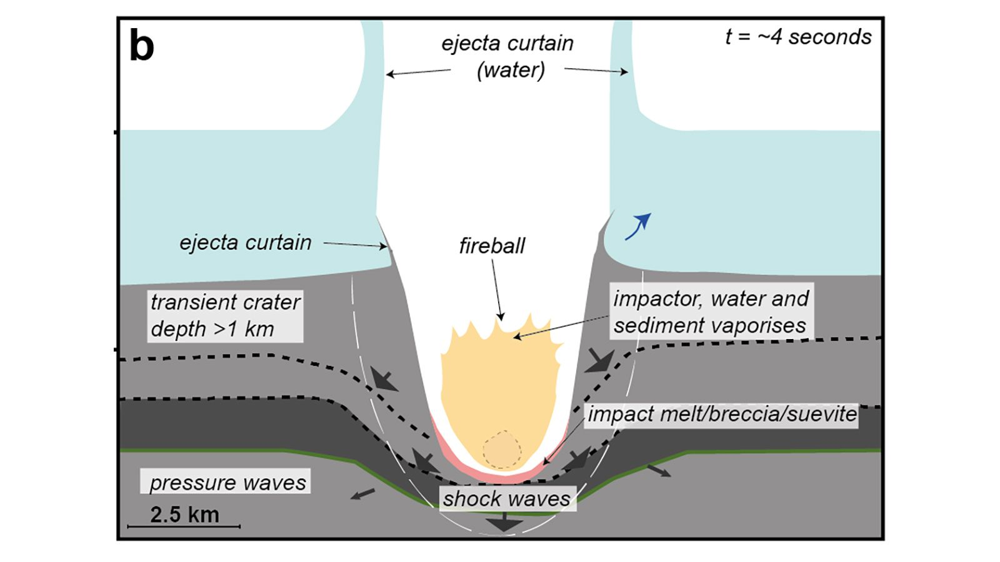 b
t = ~4 seconds
ejecta curtain
(water)
ejecta curtain
fireball
transient crater
depth >1 km
impactor, water and
sediment vaporises
impact melt/breccia/suevite
pressure waves
shock waves
2.5 km